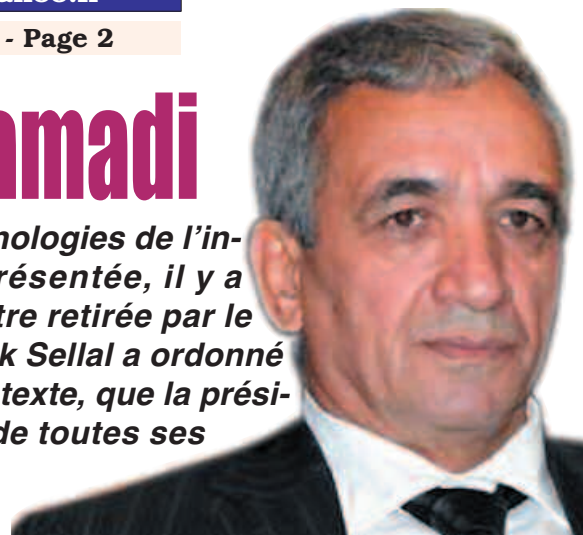 - Page 2
amadi
nologies de l’in-
résentée, il y a
tre retirée par le
k Sellal a ordonné
texte, que la prési-
de toutes ses